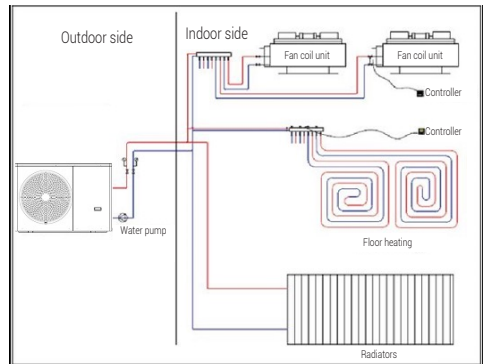 Outdoor side
Indoor side
Fan coil unit
Fan coil unit
Controller
Controller
Water pump
Floor heating
Radiators